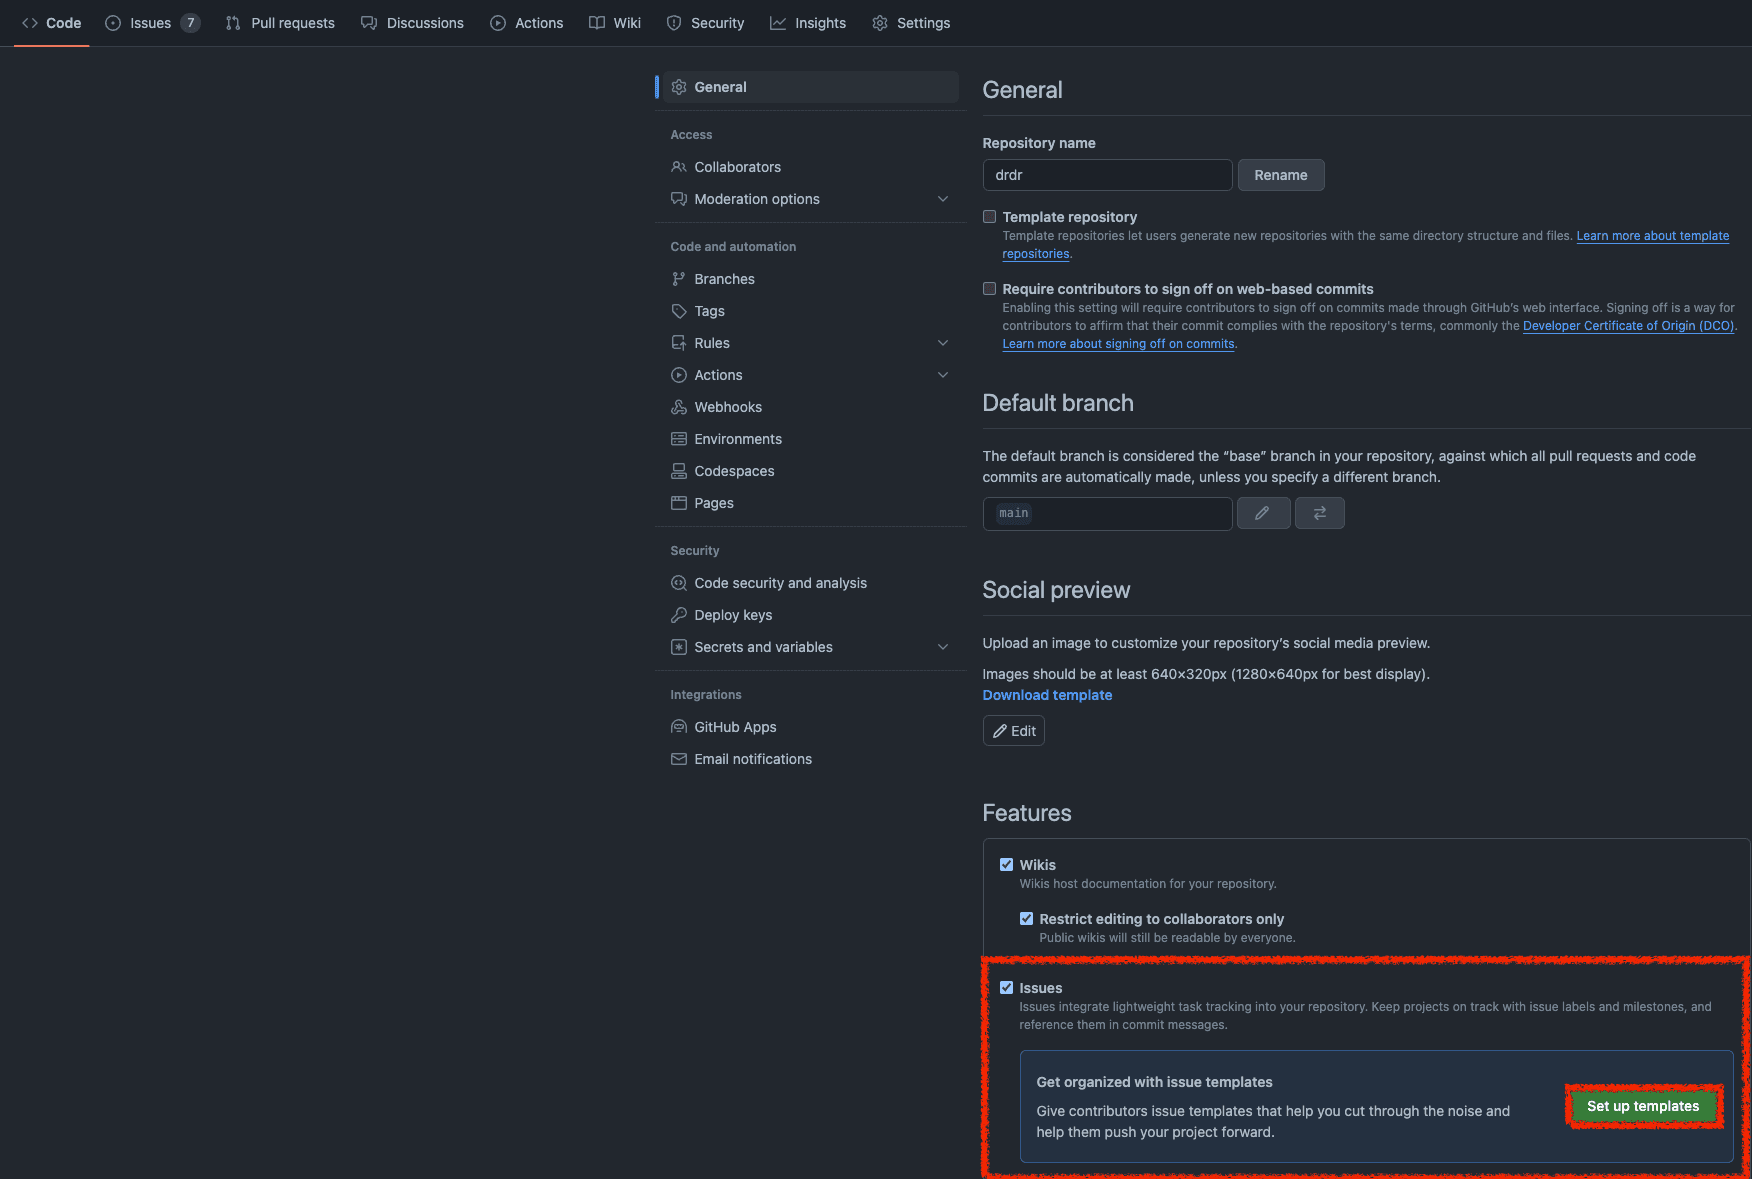 Code
Issues 7
Pull requests
Discussions
Actions
Wiki
Security
Insights
Settings
General
Access
Collaborators
Moderation options
Code and automation
Branches
Tags
Rules
Actions
Webhooks
Environments
Codespaces
Pages
Security
Code security and analysis
Deploy keys
Secrets and variables
Integrations
GitHub Apps
Email notifications
General
Repository name
drdr
Rename
Template repository
Template repositories let users generate new repositories with the same directory structure and files. Learn more about template
repositories.
Require contributors to sign off on web-based commits
Enabling this setting will require contributors to sign off on commits made through GitHub's web interface. Signing off is a way for
contributors to affirm that their commit complies with the repository's terms, commonly the Developer Certificate of Origin (DCO).
Learn more about signing off on commits.
Default branch
The default branch is considered the “base” branch in your repository, against which all pull requests and code
commits are automatically made, unless you specify a different branch.
main
Social preview
Upload an image to customize your repository’s social media preview.
Images should be at least 640×320px (1280×640px for best display).
Download template
Edit
Features
Wikis
Wikis host documentation for your repository.
Restrict editing to collaborators only
Public wikis will still be readable by everyone.
Issues
Issues integrate lightweight task tracking into your repository. Keep projects on track with issue labels and milestones, and
reference them in commit messages.
Get organized with issue templates
Give contributors issue templates that help you cut through the noise and
help them push your project forward.
Set up templates